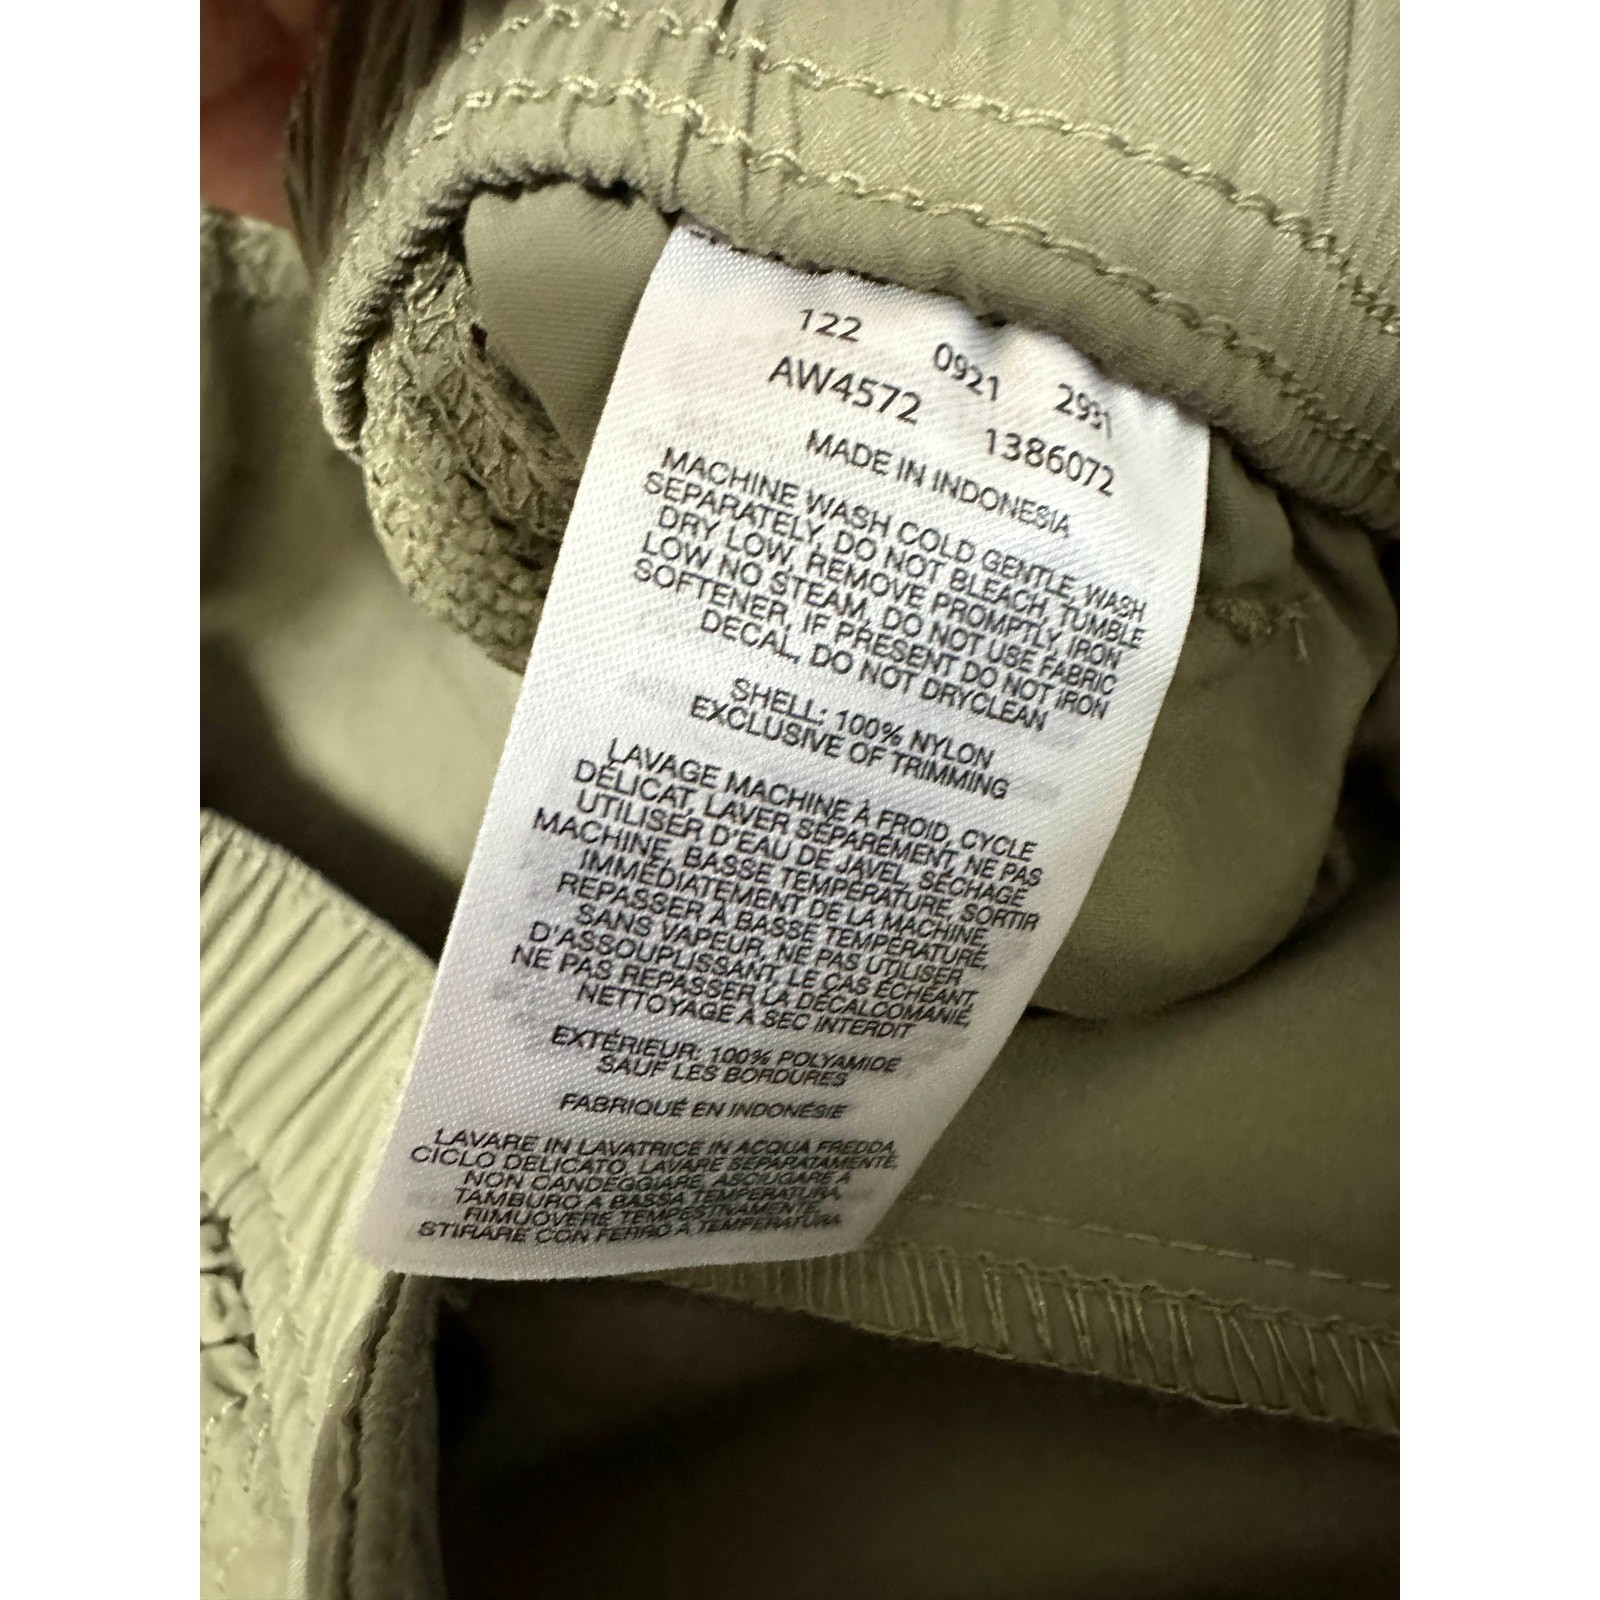 122 0921 2931
AW4572 1386072
MADE IN INDONESIA
MACHINE WASH COLD GENTLE, WASH
SEPARATELY, DO NOT BLEACH, TUMBLE
DRY LOW, REMOVE PROMPTLY, IRON
LOW NO STEAM, DO NOT USE FABRIC
SOFTENER, IF PRESENT DO NOT IRON
DECAL, DO NOT DRYCLEAN
SHELL: 100% NYLON
EXCLUSIVE OF TRIMMING
LAVAGE MACHINE À FROID, CYCLE
DÉLICAT, LAVER SÉPARÉMENT, NE PAS
UTILISER D'EAU DE JAVEL, SÉCHAGE
MACHINE, BASSE TEMPÉRATURE, SORTIR
IMMÉDIATEMENT DE LA MACHINE,
REPASSER À BASSE TEMPÉRATURE,
SANS VAPEUR, NE PAS UTILISER
D'ASSOUPLISSANT, LE CAS ÉCHÉANT,
NE PAS REPASSER LA DÉCALCOMANIE,
NETTOYAGE À SEC INTERDIT
EXTÉRIEUR: 100% POLYAMIDE
SAUF LES BORDURES
FABRIQUÉ EN INDONÉSIE
LAVARE IN LAVATRICE IN ACQUA FREDDA,
CICLO DELICATO, LAVARE SEPARATAMENTE,
NON CANDEGGIARE, ASCIUGARE A
TAMBURO A BASSA TEMPERATURA,
RIMUOVERE TEMPESTIVAMENTE,
STIRARE CON FERRO A TEMPERATURA